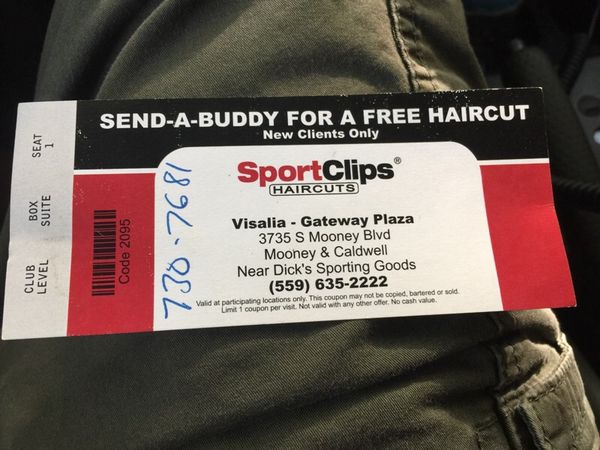 SEND-A-BUDDY FOR A FREE HAIRCUT
New Clients Only
CLUB LEVEL
BOX SUITE
SEAT 1
Code 2095
730-7681
SportClips®
HAIRCUTS
Visalia - Gateway Plaza
3735 S Mooney Blvd
Mooney & Caldwell
Near Dick's Sporting Goods
(559) 635-2222
Valid at participating locations only. This coupon may not be copied, bartered or sold.
Limit 1 coupon per visit. Not valid with any other offer. No cash value.